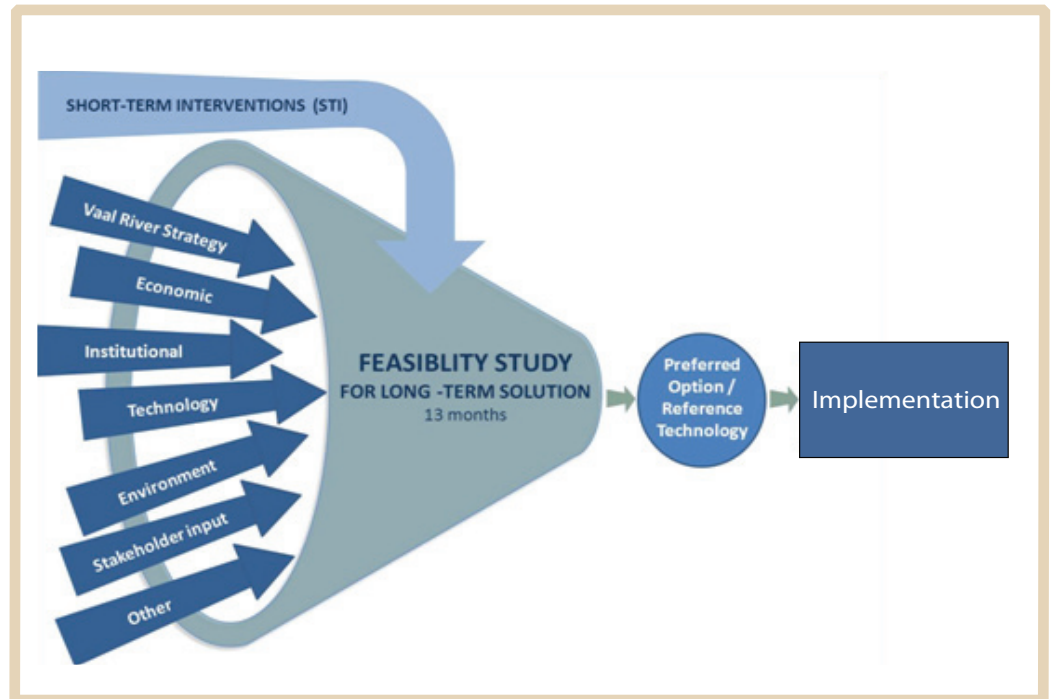 SHORT-TERM INTERVENTIONS (STI)
Vaal River Strategy
Economic
Institutional
Technology
Environment
Stakeholder input
Other
FEASIBLITY STUDY
FOR LONG -TERM SOLUTION
13 months
Preferred
Option /
Reference
Technology
Implementation